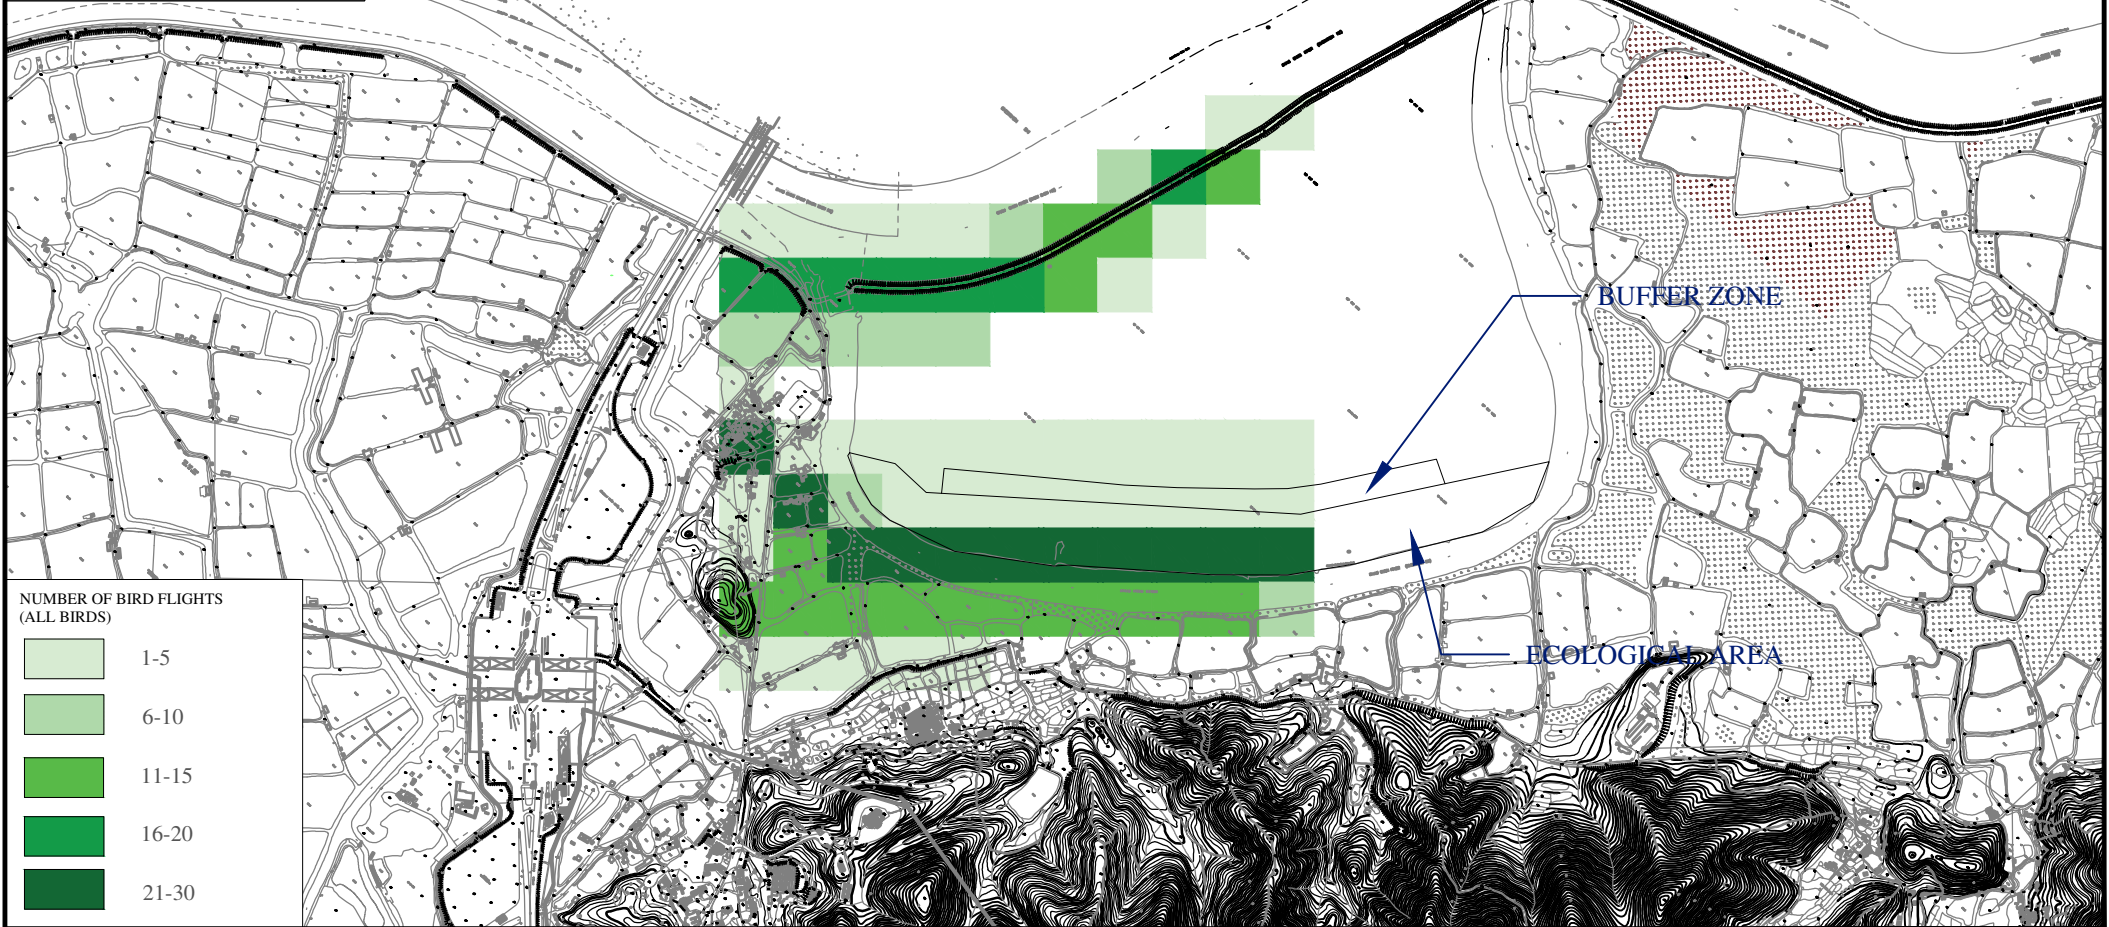 BUFFER ZONE
ECOLOGICAL AREA
NUMBER OF BIRD FLIGHTS
(ALL BIRDS)
1-5
6-10
11-15
16-20
21-30